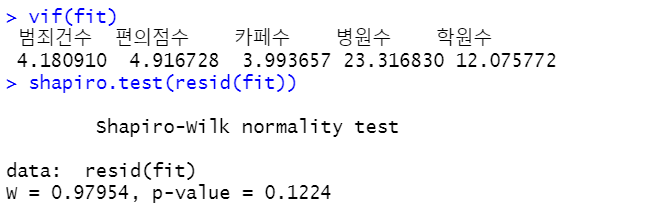 > vif(fit)
범죄건수 편의점수 카페수 병원수 학원수
4.180910 4.916728 3.993657 23.316830 12.075772
> shapiro.test(resid(fit))
Shapiro-Wilk normality test
data: resid(fit)
W = 0.97954, p-value = 0.1224